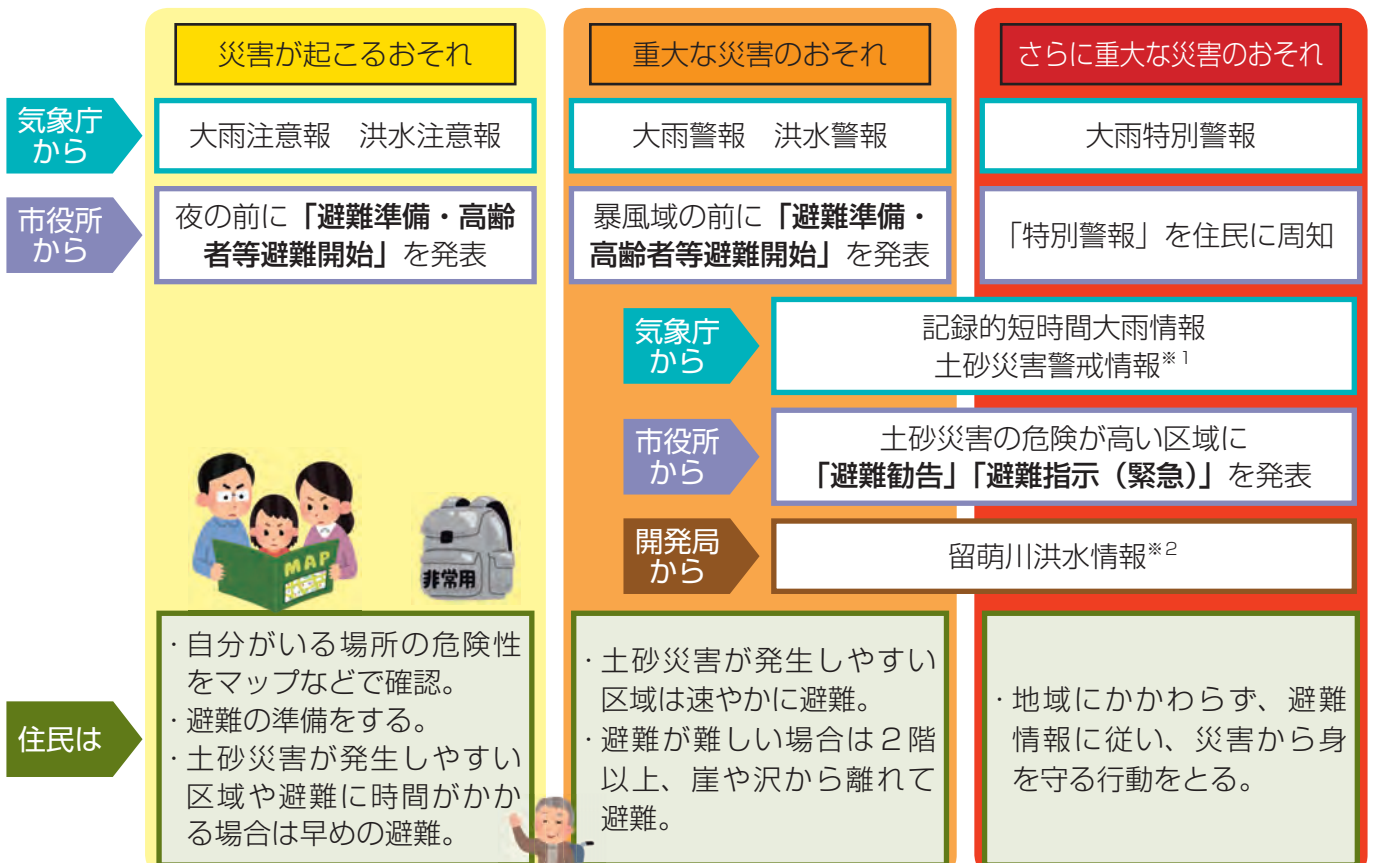 災害が起こるおそれ
重大な災害のおそれ
さらに重大な災害のおそれ
気象庁
から
大雨注意報　洪水注意報
大雨警報　洪水警報
大雨特別警報
市役所
から
夜の前に「避難準備・高齢
者等避難開始」を発表
暴風域の前に「避難準備・
高齢者等避難開始」を発表
「特別警報」を住民に周知
気象庁
から
記録的短時間大雨情報
土砂災害警戒情報※1
市役所
から
土砂災害の危険が高い区域に
「避難勧告」「避難指示（緊急）」を発表
開発局
から
留萌川洪水情報※2
MAP
非常用
住民は
・自分がいる場所の危険性
をマップなどで確認。
・避難の準備をする。
・土砂災害が発生しやすい
区域や避難に時間がかか
る場合は早めの避難。
・土砂災害が発生しやすい
区域は速やかに避難。
・避難が難しい場合は２階
以上、崖や沢から離れて
避難。
・地域にかかわらず、避難
情報に従い、災害から身
を守る行動をとる。